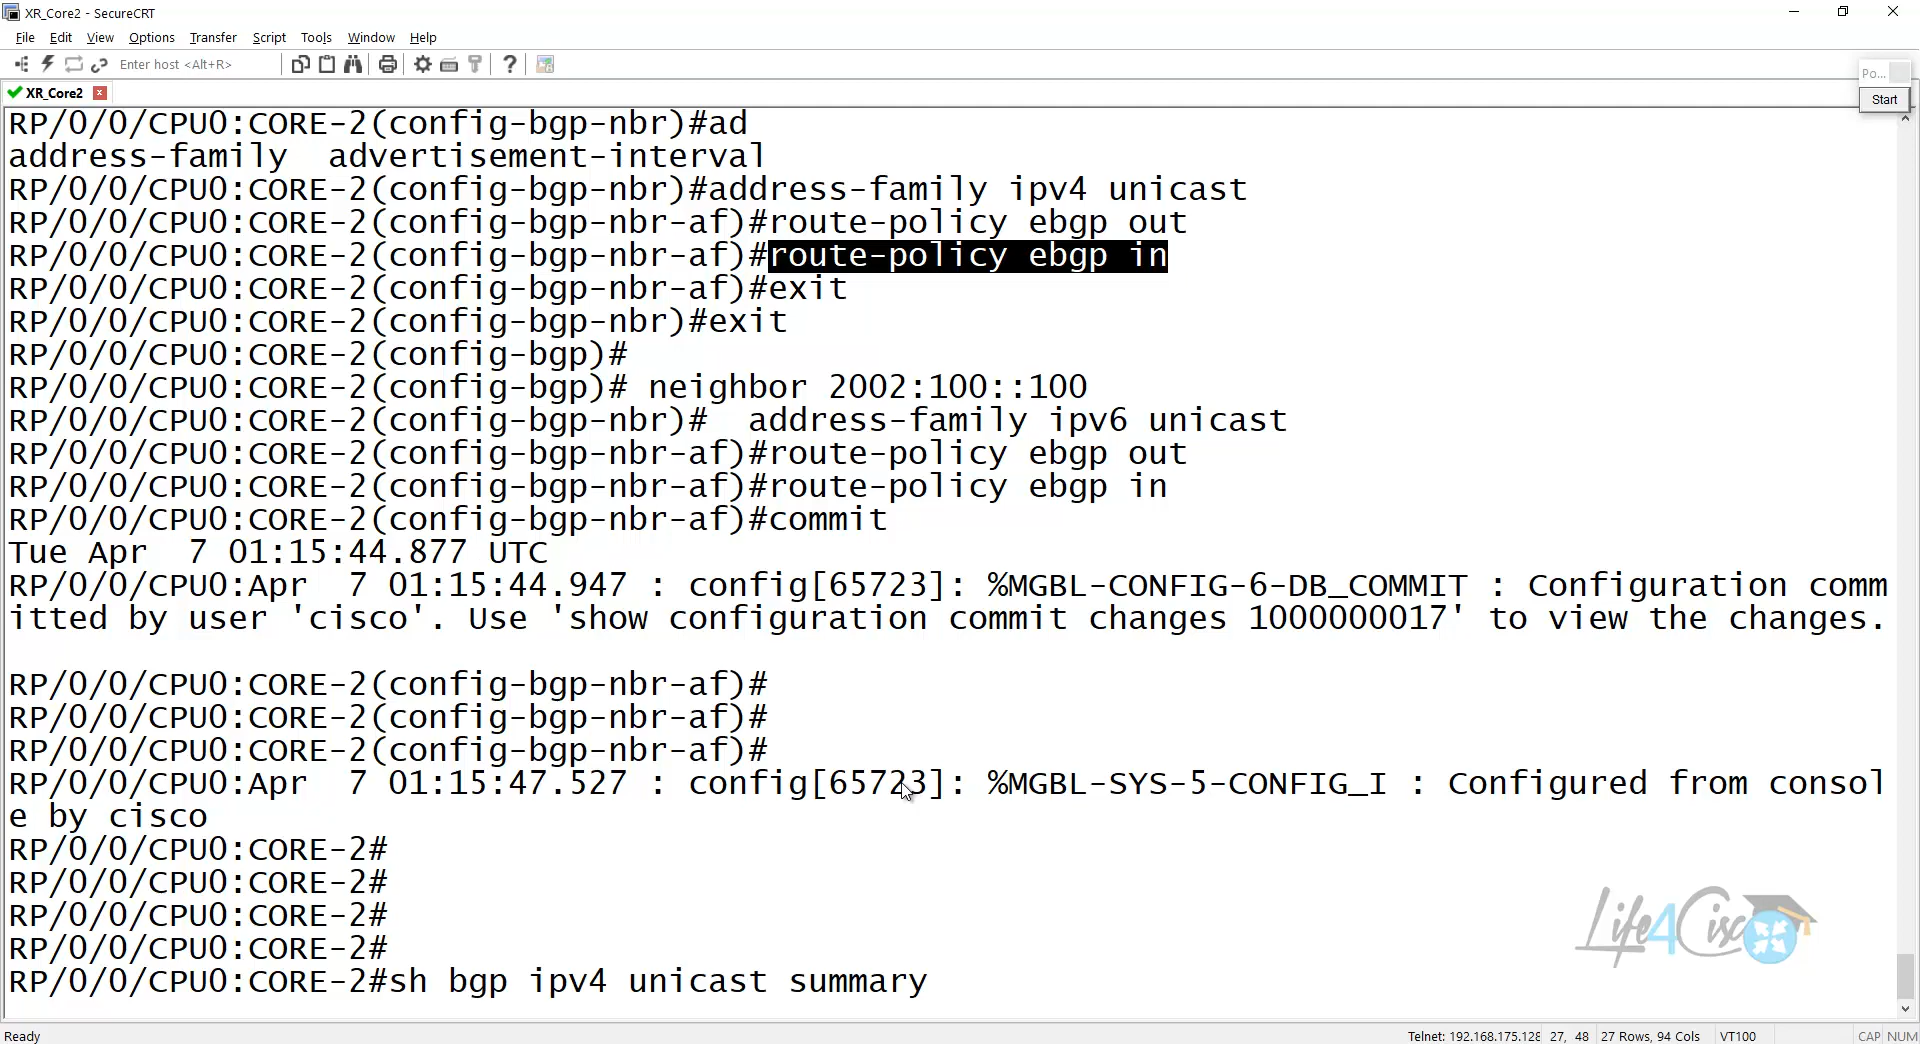 XR_Core2 - SecureCRT
File Edit View Options Transfer Script Tools Window Help
Enter host <Alt+R>
Po...
XR_Core2
Start
RP/0/0/CPU0:CORE-2(config-bgp-nbr)#ad
address-family  advertisement-interval
RP/0/0/CPU0:CORE-2(config-bgp-nbr)#address-family ipv4 unicast
RP/0/0/CPU0:CORE-2(config-bgp-nbr-af)#route-policy ebgp out
RP/0/0/CPU0:CORE-2(config-bgp-nbr-af)#route-policy ebgp in
RP/0/0/CPU0:CORE-2(config-bgp-nbr-af)#exit
RP/0/0/CPU0:CORE-2(config-bgp-nbr)#exit
RP/0/0/CPU0:CORE-2(config-bgp)#
RP/0/0/CPU0:CORE-2(config-bgp)# neighbor 2002:100::100
RP/0/0/CPU0:CORE-2(config-bgp-nbr)#  address-family ipv6 unicast
RP/0/0/CPU0:CORE-2(config-bgp-nbr-af)#route-policy ebgp out
RP/0/0/CPU0:CORE-2(config-bgp-nbr-af)#route-policy ebgp in
RP/0/0/CPU0:CORE-2(config-bgp-nbr-af)#commit
Tue Apr  7 01:15:44.877 UTC
RP/0/0/CPU0:Apr  7 01:15:44.947 : config[65723]: %MGBL-CONFIG-6-DB_COMMIT : Configuration comm
itted by user 'cisco'. Use 'show configuration commit changes 1000000017' to view the changes.
RP/0/0/CPU0:CORE-2(config-bgp-nbr-af)#
RP/0/0/CPU0:CORE-2(config-bgp-nbr-af)#
RP/0/0/CPU0:CORE-2(config-bgp-nbr-af)#
RP/0/0/CPU0:Apr  7 01:15:47.527 : config[65723]: %MGBL-SYS-5-CONFIG_I : Configured from consol
e by cisco
RP/0/0/CPU0:CORE-2#
RP/0/0/CPU0:CORE-2#
RP/0/0/CPU0:CORE-2#
RP/0/0/CPU0:CORE-2#
RP/0/0/CPU0:CORE-2#sh bgp ipv4 unicast summary
Life4Cisco
Ready Telnet: 192.168.175.128 27, 48 27 Rows, 94 Cols VT100 CAP NUM